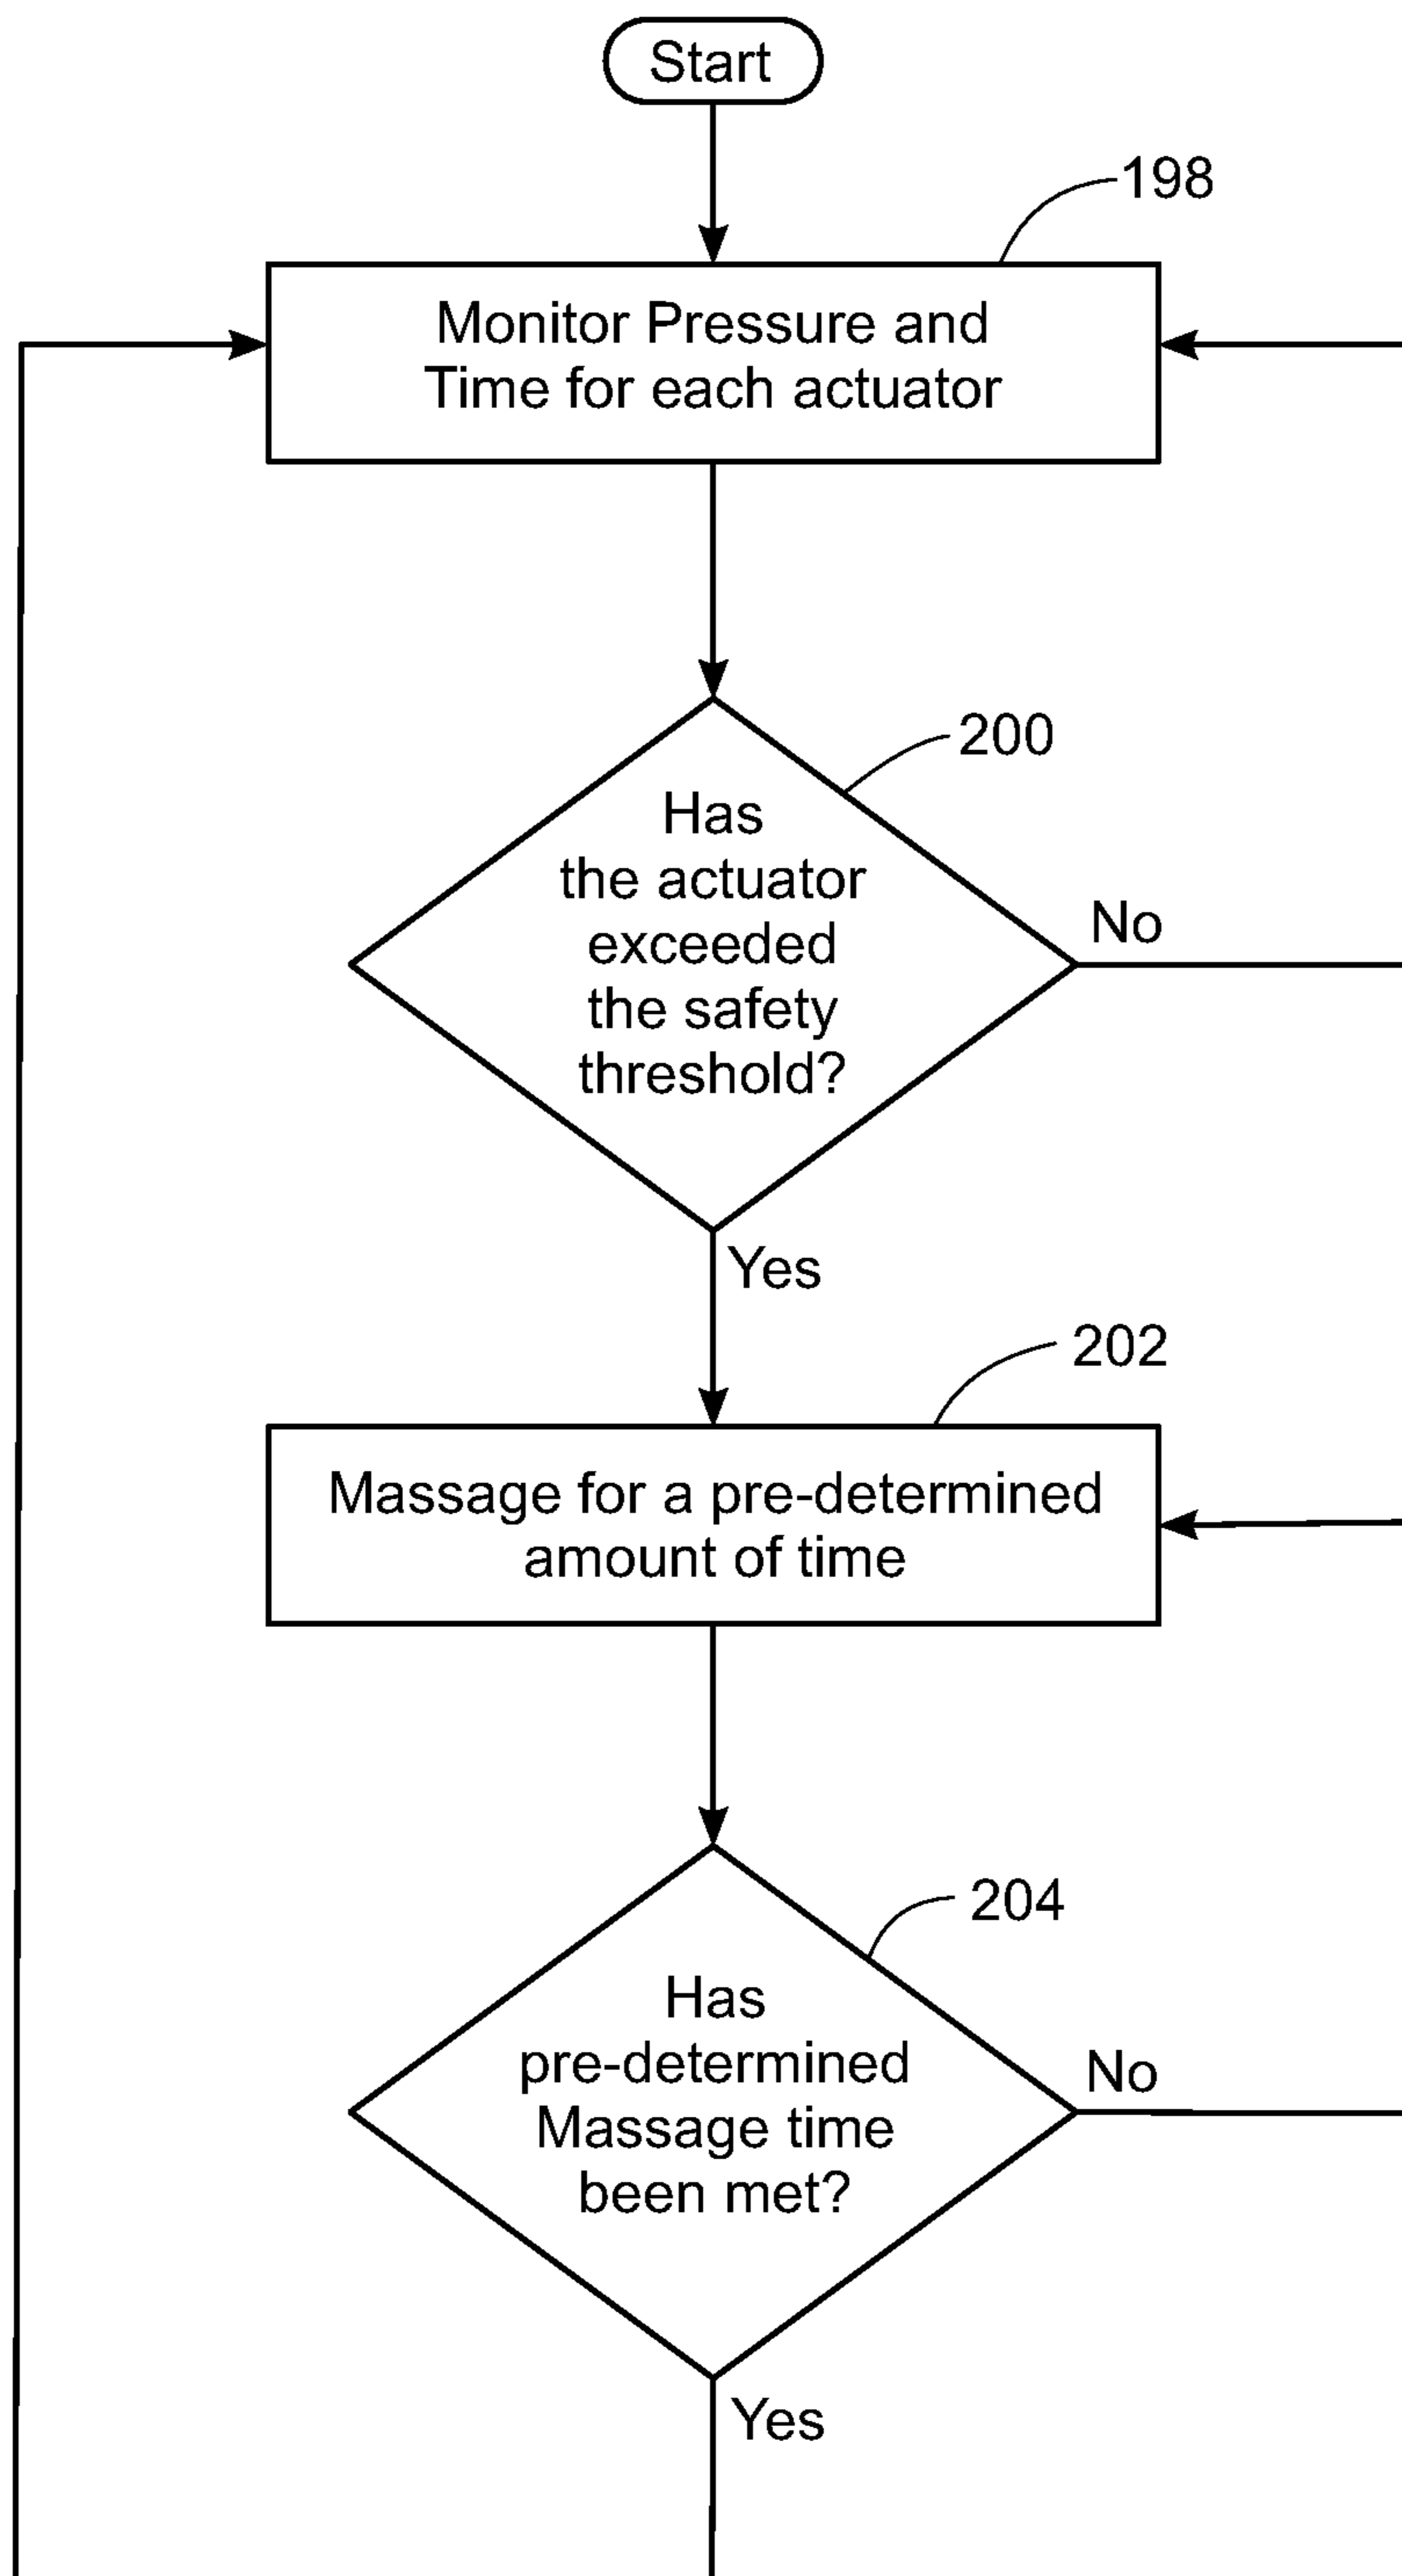 Start
198
Monitor Pressure and
Time for each actuator
200
Has
the actuator
exceeded
the safety
threshold?
No
Yes
202
Massage for a pre-determined
amount of time
204
Has
pre-determined
Massage time
been met?
No
Yes